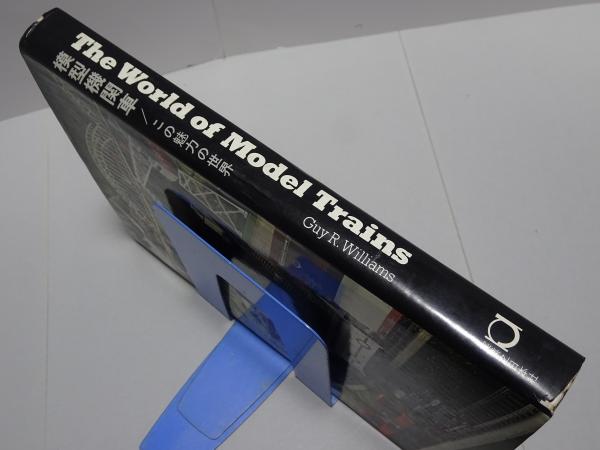 The World of Model Trains
模型機関車/この魅力の世界
Guy R. Williams